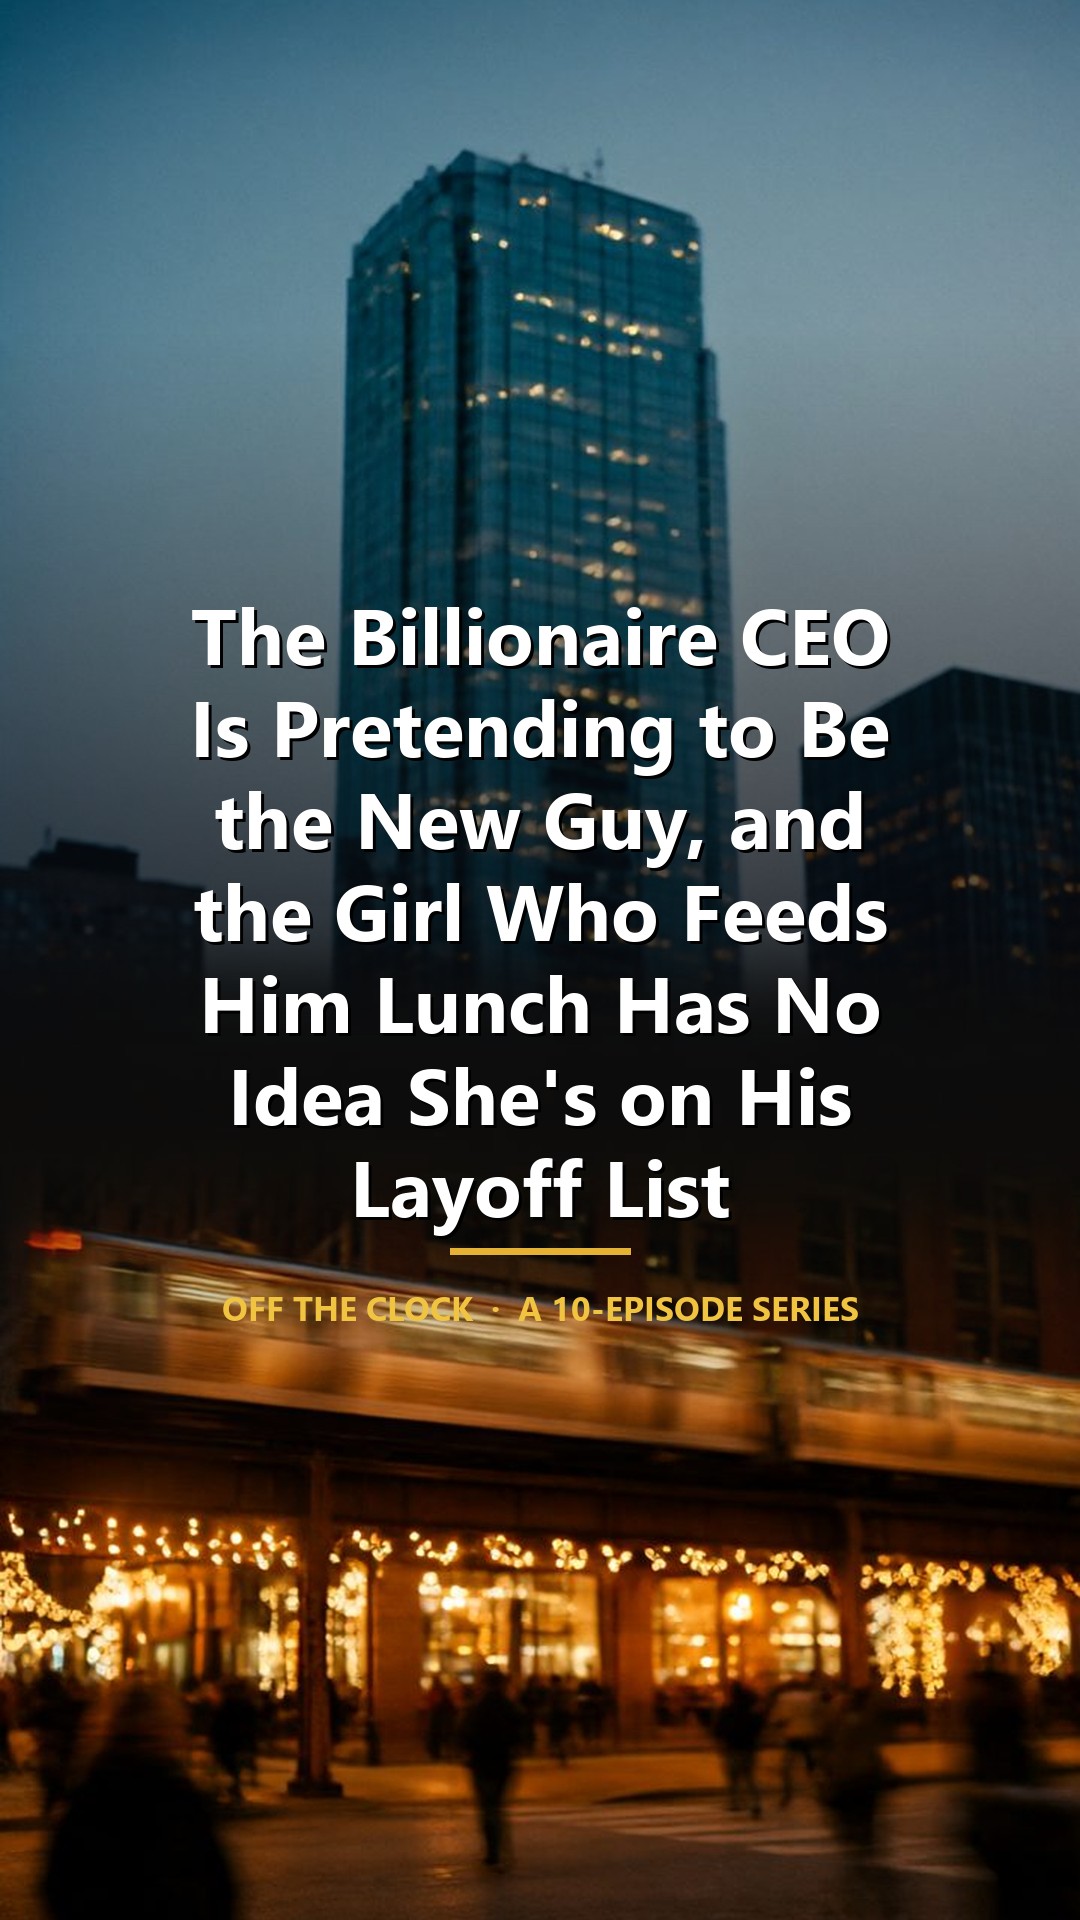 The Billionaire CEO
Is Pretending to Be
the New Guy, and
the Girl Who Feeds
Him Lunch Has No
Idea She's on His
Layoff List
OFF THE CLOCK · A 10-EPISODE SERIES